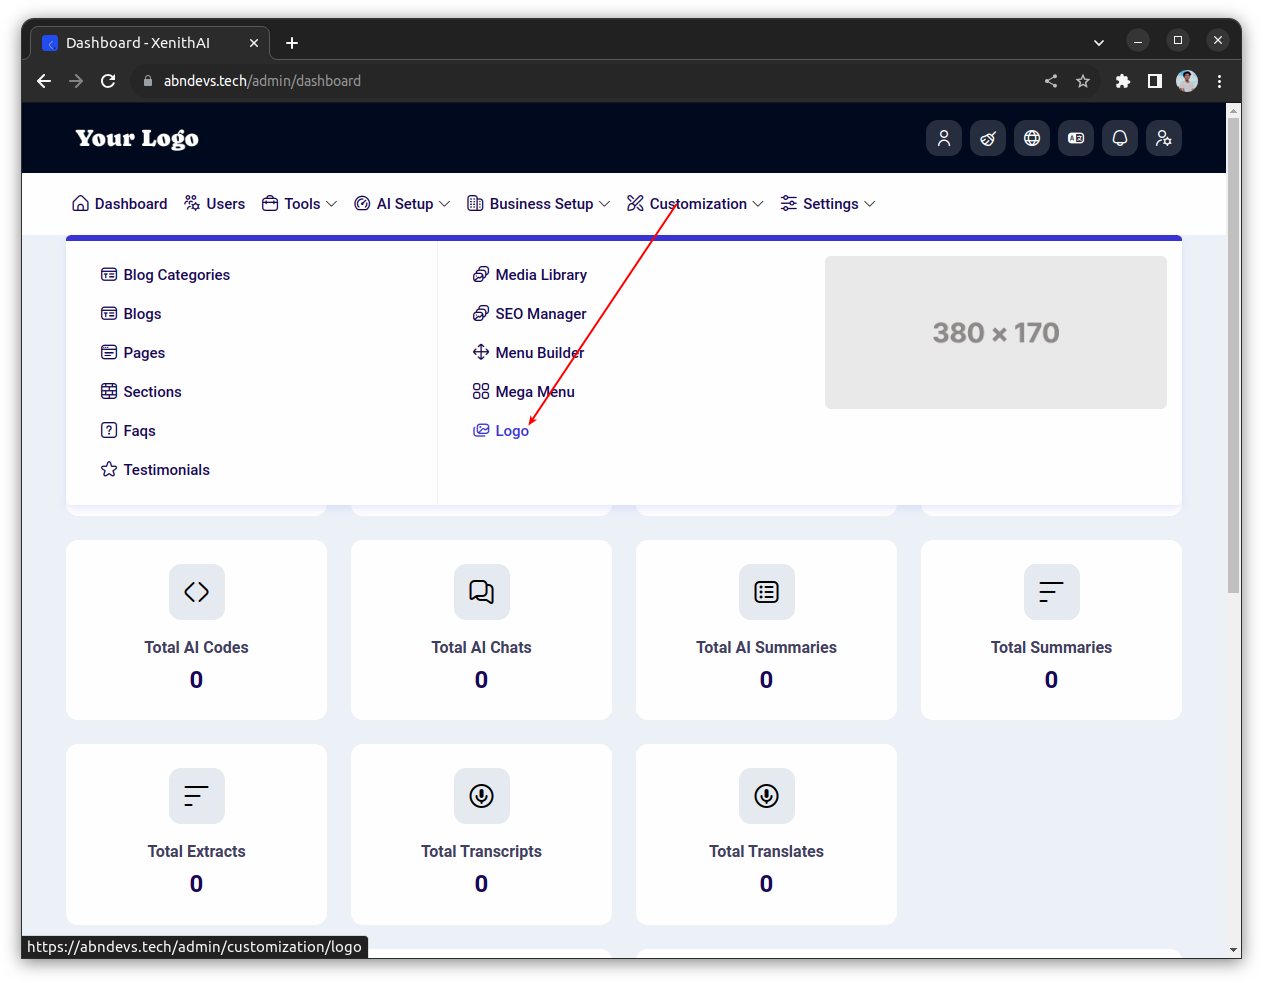 Dashboard - XenithAI
abndevs.tech/admin/dashboard
Your Logo
Dashboard Users Tools AI Setup Business Setup Customization Settings
Blog Categories
Blogs
Pages
Sections
Faqs
Testimonials
Media Library
SEO Manager
Menu Builder
Mega Menu
Logo
380 × 170
Total AI Codes
0
Total AI Chats
0
Total AI Summaries
0
Total Summaries
0
Total Extracts
0
Total Transcripts
0
Total Translates
0
https://abndevs.tech/admin/customization/logo